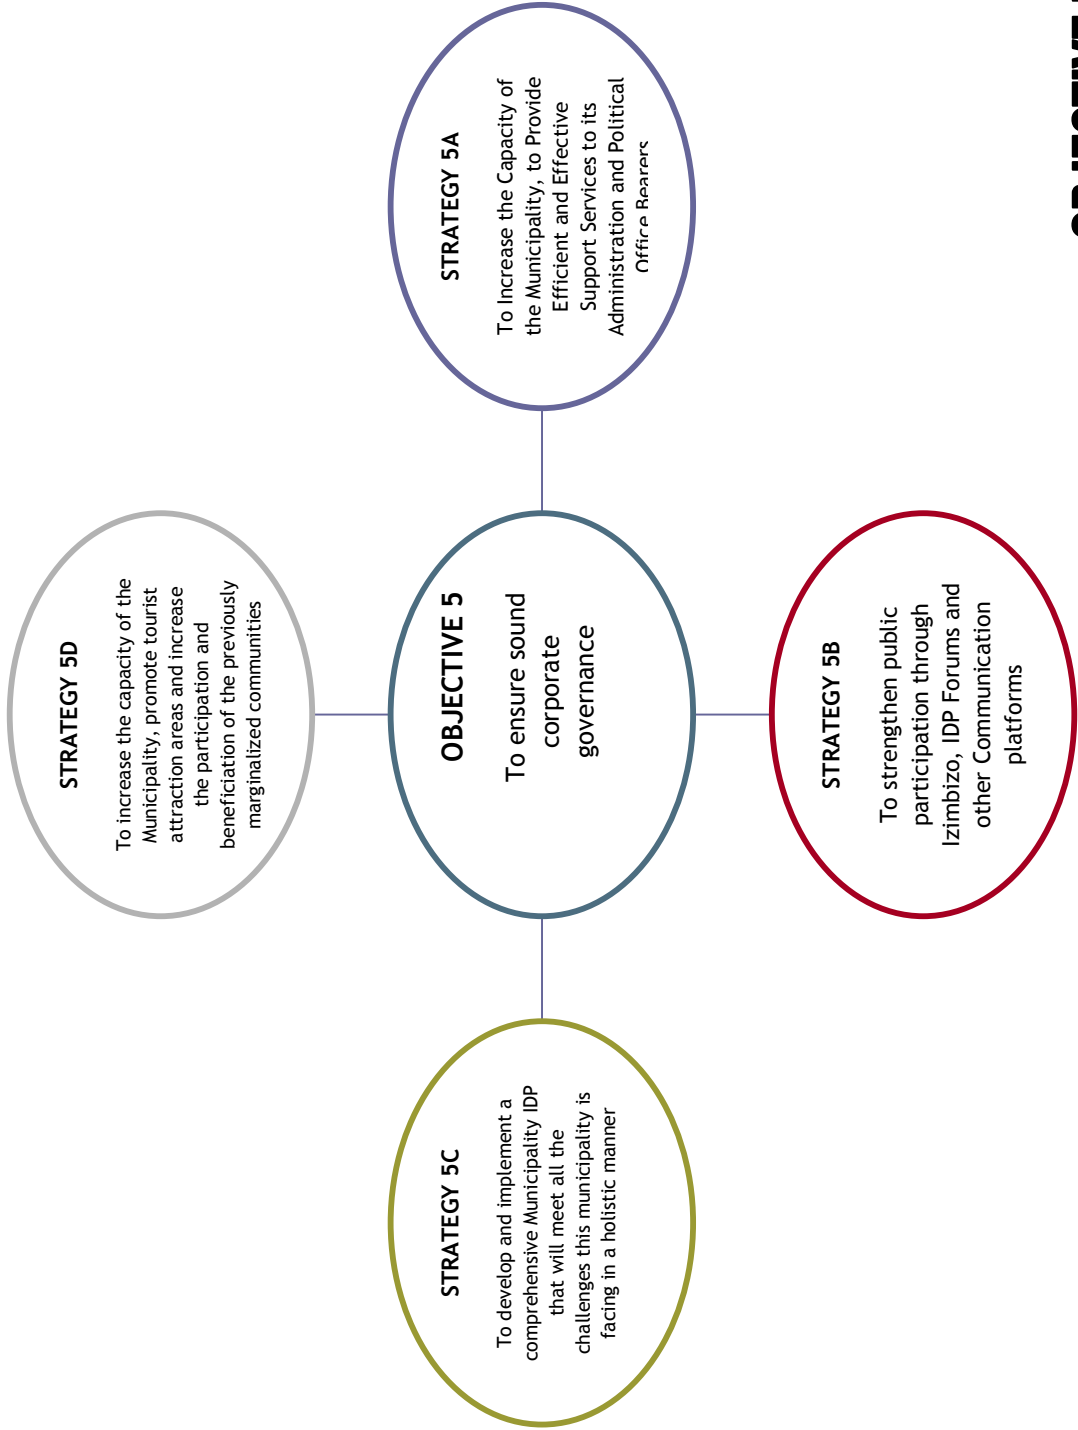 STRATEGY 5A
To Increase the Capacity of
the Municipality, to Provide
Efficient and Effective
Support Services to its
Administration and Political
Office Bearers
STRATEGY 5D
To increase the capacity of the
Municipality, promote tourist
attraction areas and increase
the participation and
beneficiation of the previously
marginalized communities
OBJECTIVE 5
To ensure sound
corporate
governance
STRATEGY 5B
To strengthen public
participation through
Izimbizo, IDP Forums and
other Communication
platforms
STRATEGY 5C
To develop and implement a
comprehensive Municipality IDP
that will meet all the
challenges this municipality is
facing in a holistic manner